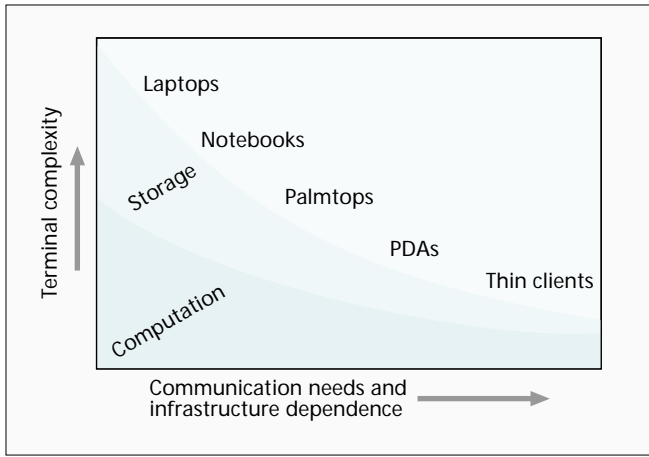 Laptops
Notebooks
Storage
Palmtops
PDAs
Thin clients
Computation
Terminal complexity
Communication needs and
infrastructure dependence